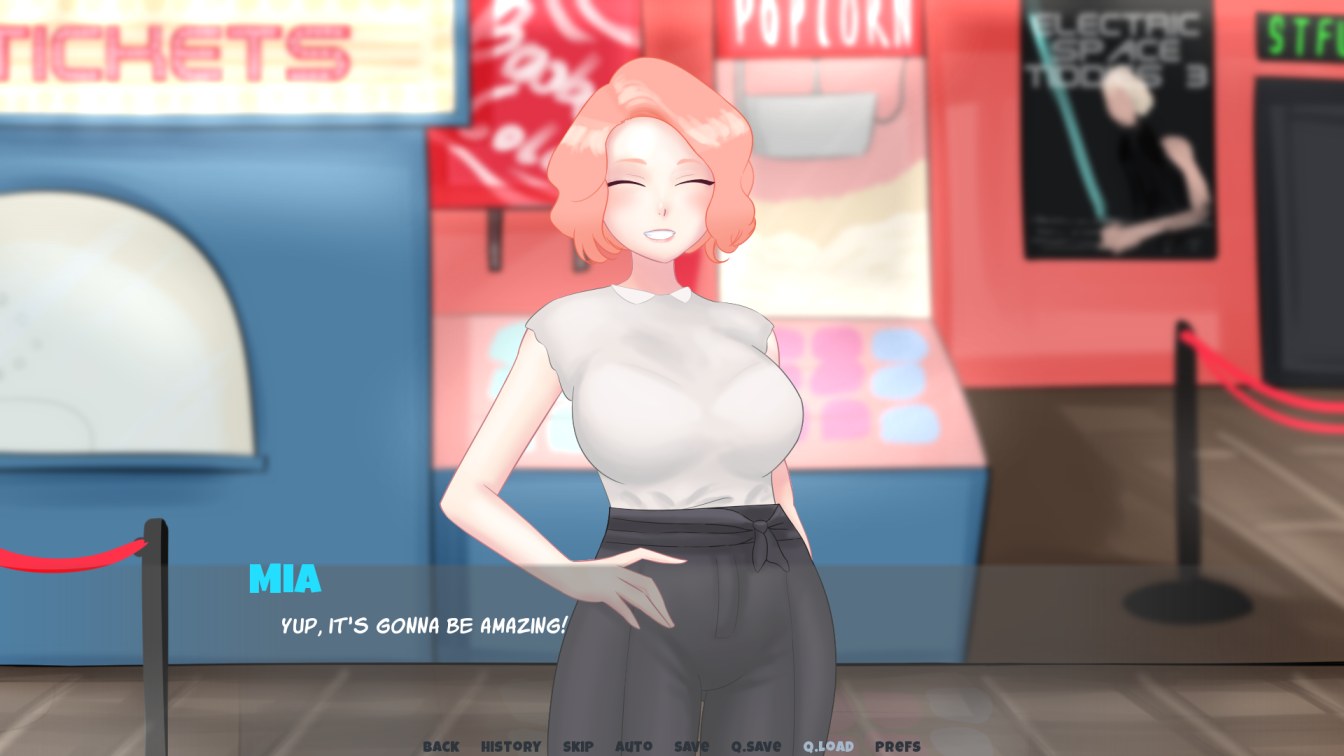 TICKETS
POPCORN
ELECTRIC
SPACE
3
MIA
YUP, IT'S GONNA BE AMAZING!
BACK HISTORY SKIP AUTO SAVE Q.SAVE Q.LOAD PREFS